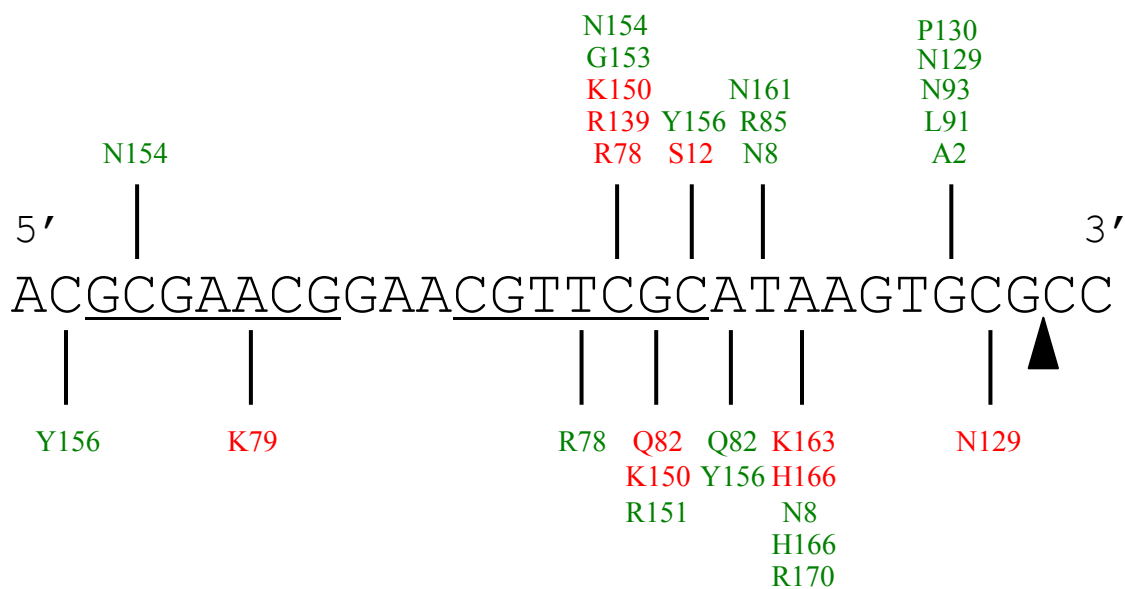 N154 P130
G153 N129
K150 N161 N93
R139 Y156 R85 L91
N154 R78 S12 N8 A2
5′ 3′
ACGCGAACGGAACGTTCGCATAAGTGCGCC
Y156 K79 R78 Q82 Q82 K163 N129
K150 Y156 H166
R151 N8
H166
R170